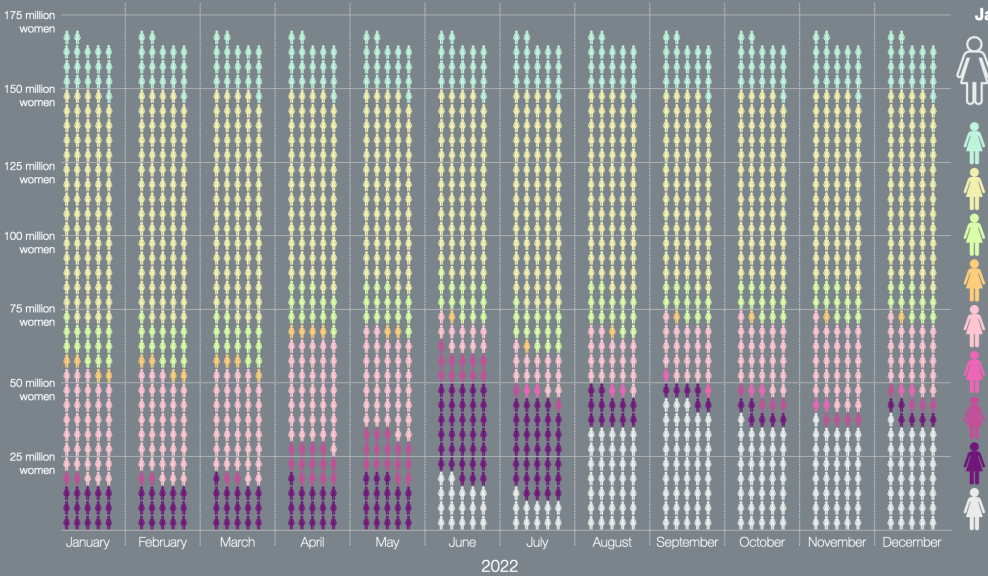 175 million
women
Ja
150 million
women
125 million
women
100 million
women
75 million
women
50 million
women
25 million
women
January February March April May June July August September October November December
2022